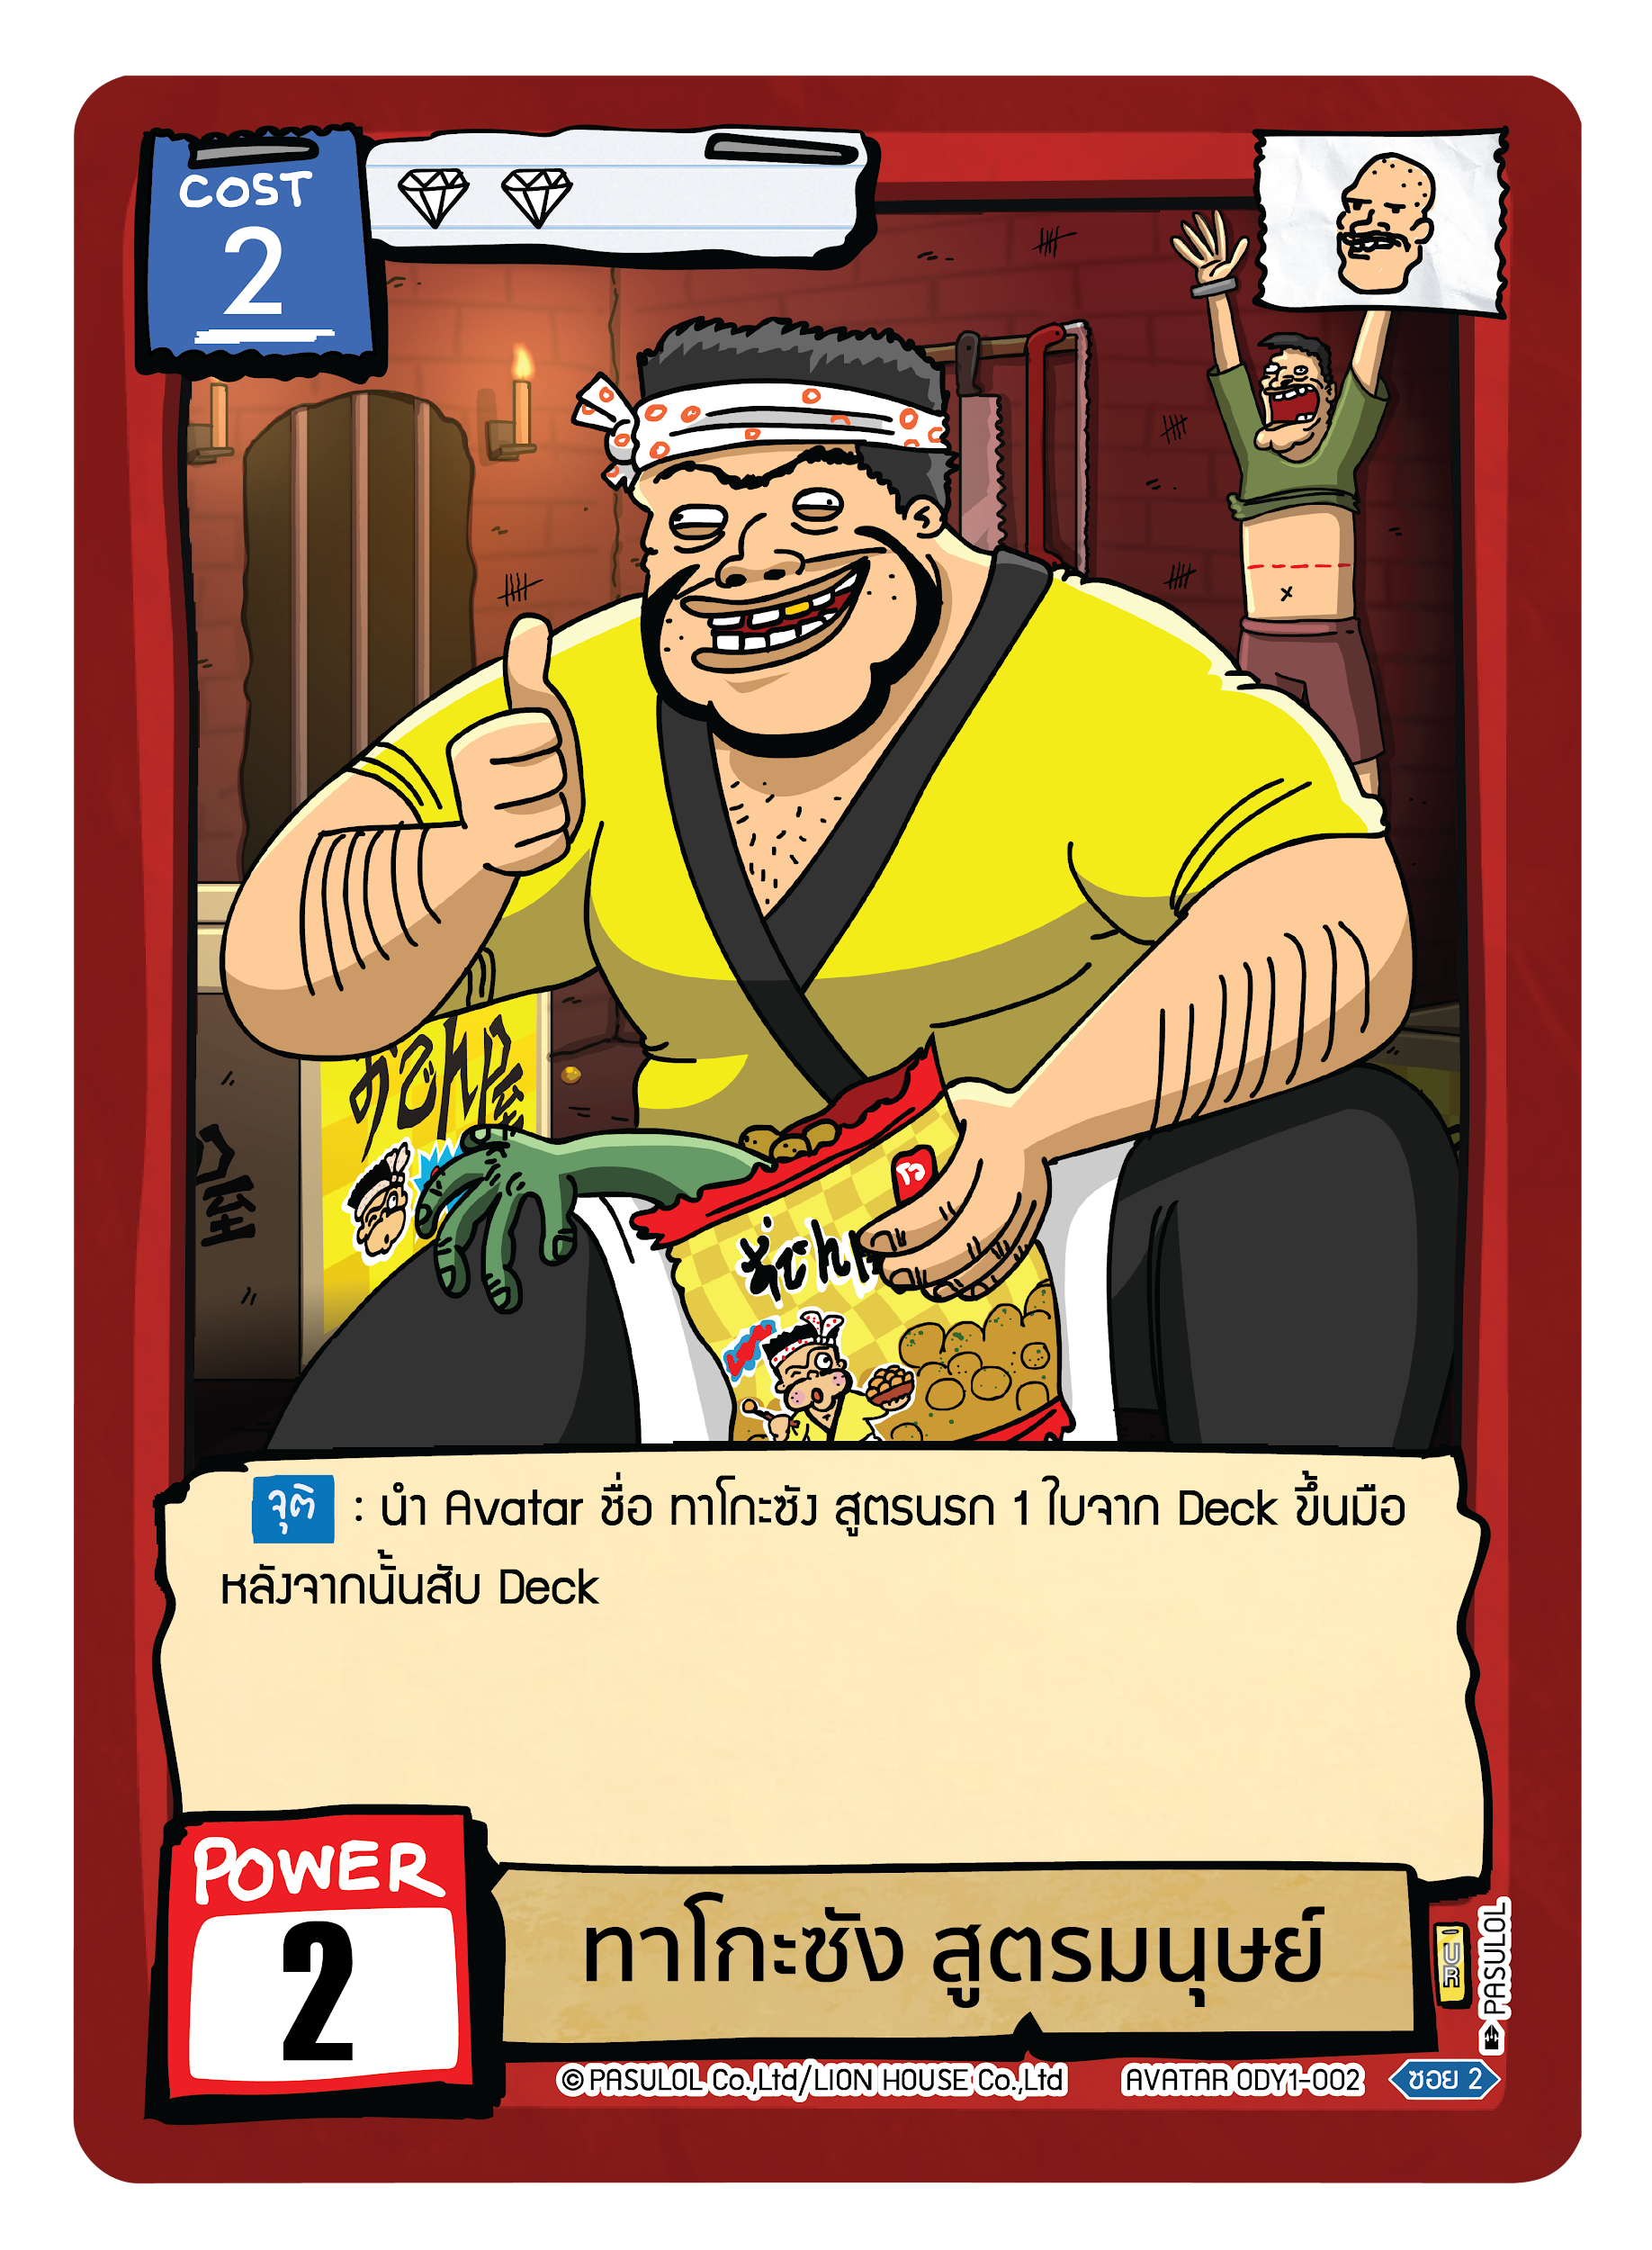 COST
2
จุติ : นำ Avatar ชื่อ ทาโกะซัง สูตรนรก 1 ใบจาก Deck ขึ้นมือ
หลังจากนั้นสับ Deck
POWER
2
ทาโกะซัง สูตรมนุษย์
UR
PASULOL
© PASULOL Co.,Ltd/LION HOUSE Co.,Ltd
AVATAR ODY1-002
ซอย 2